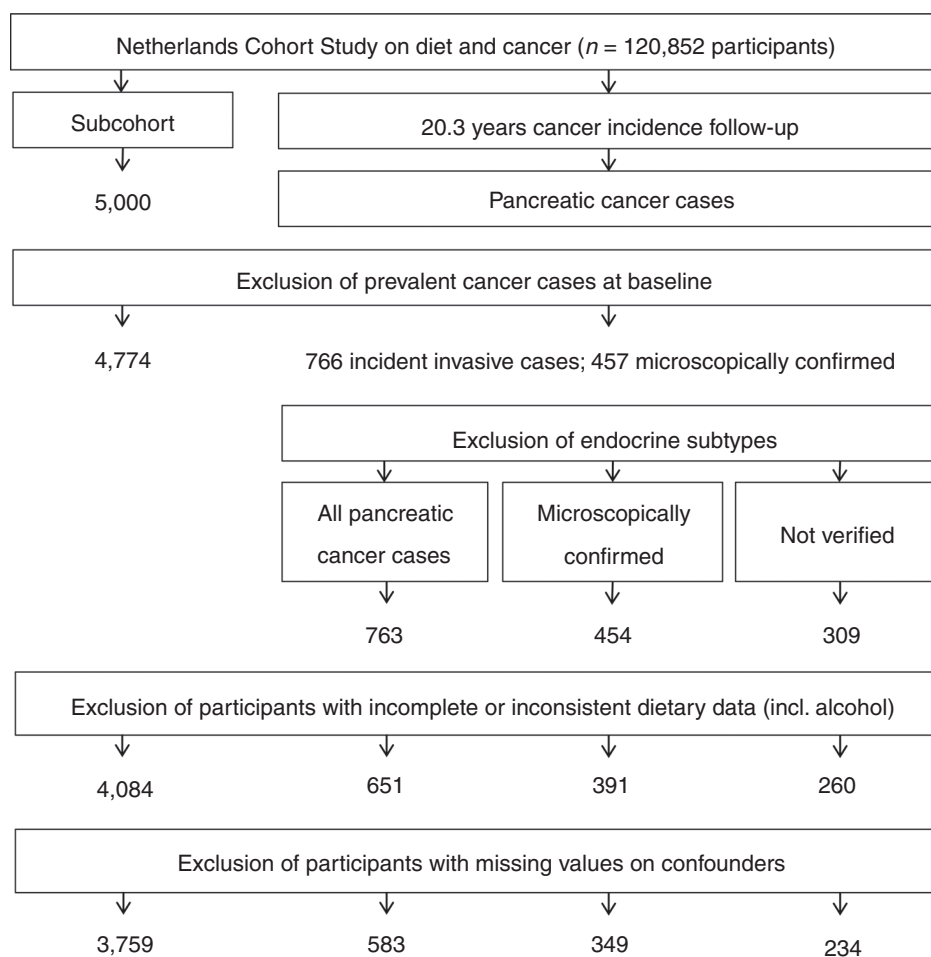 Netherlands Cohort Study on diet and cancer (n = 120,852 participants)
Subcohort
20.3 years cancer incidence follow-up
5,000
Pancreatic cancer cases
Exclusion of prevalent cancer cases at baseline
4,774
766 incident invasive cases; 457 microscopically confirmed
Exclusion of endocrine subtypes
All pancreatic
cancer cases
Microscopically
confirmed
Not verified
763
454
309
Exclusion of participants with incomplete or inconsistent dietary data (incl. alcohol)
4,084
651
391
260
Exclusion of participants with missing values on confounders
3,759
583
349
234